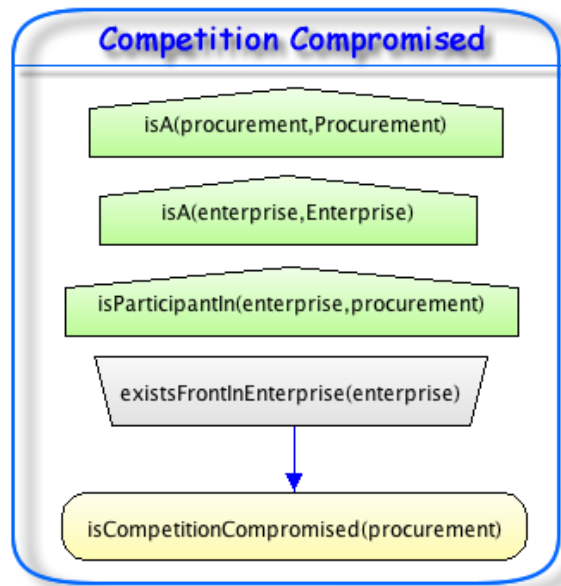 Competition Compromised
isA(procurement,Procurement)
isA(enterprise,Enterprise)
isParticipantIn(enterprise,procurement)
existsFrontInEnterprise(enterprise)
isCompetitionCompromised(procurement)